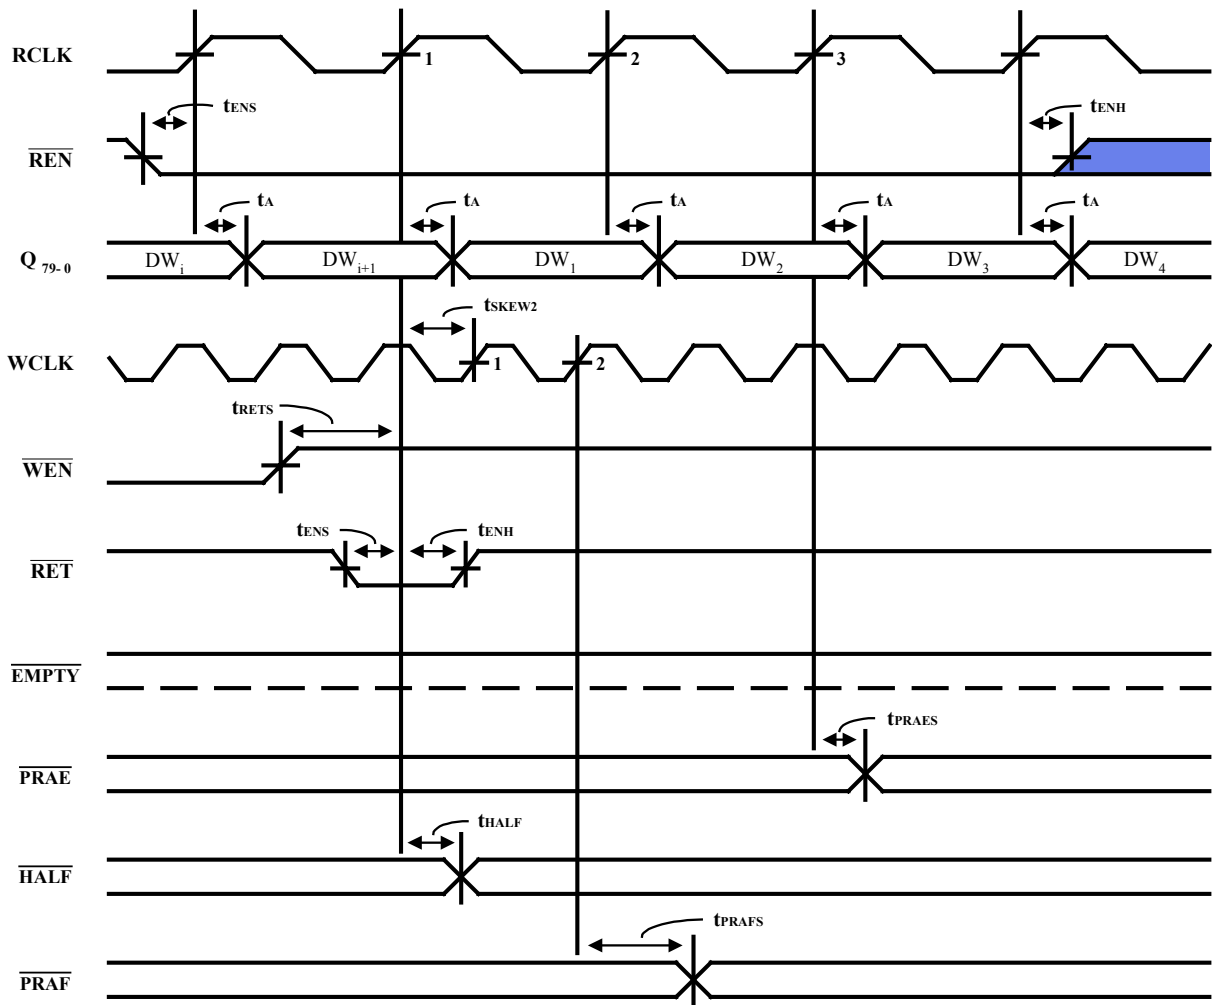 RCLK
1
2
3
tENS
tENH
REN
tA
tA
tA
tA
tA
Q 79-0
DWi
DWi+1
DW1
DW2
DW3
DW4
tSKEW2
WCLK
1
2
tRETS
WEN
tENS
tENH
RET
EMPTY
tPRAES
PRAE
tHALF
HALF
tPRAFS
PRAF